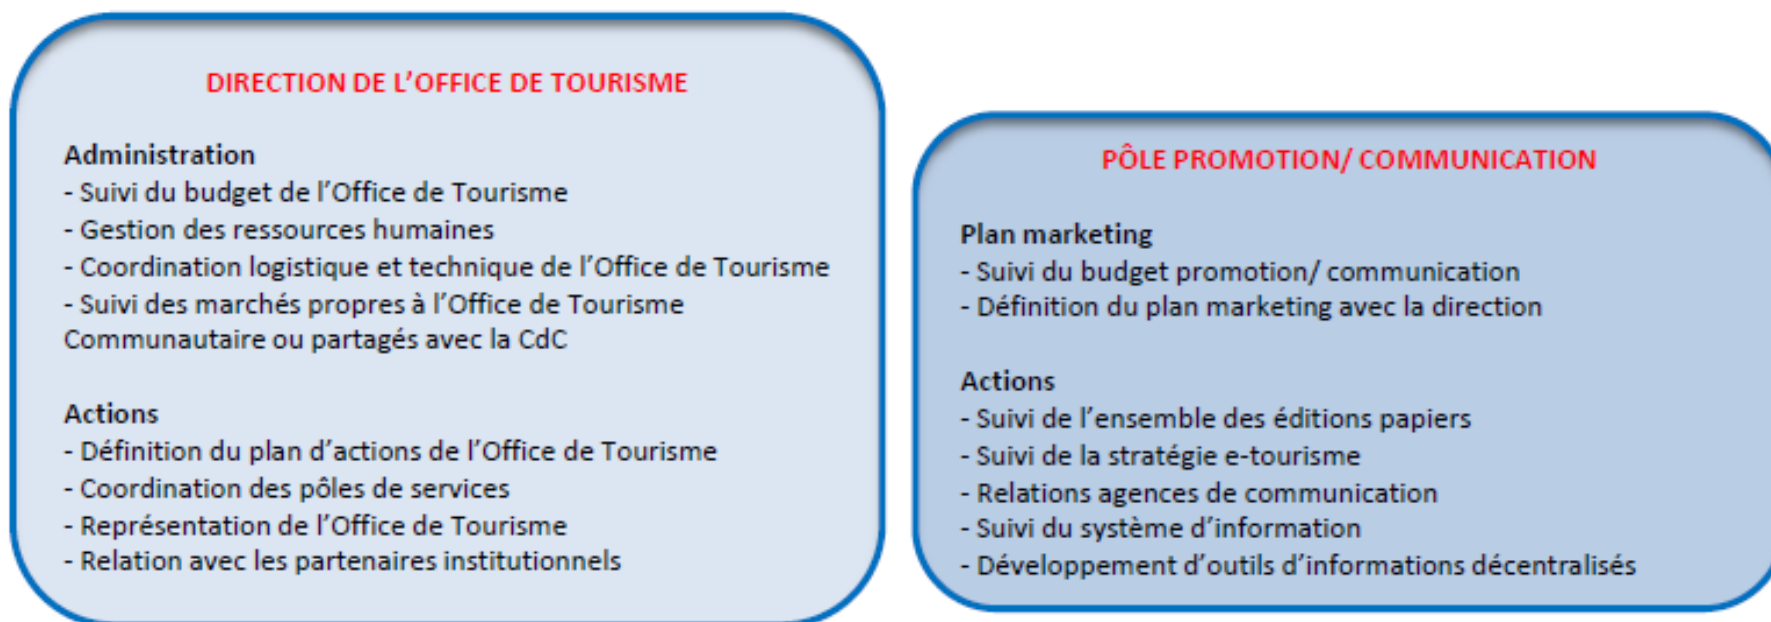 DIRECTION DE L’OFFICE DE TOURISME
Administration
- Suivi du budget de l’Office de Tourisme
- Gestion des ressources humaines
- Coordination logistique et technique de l’Office de Tourisme
- Suivi des marchés propres à l’Office de Tourisme
Communautaire ou partagés avec la CdC
Actions
- Définition du plan d’actions de l’Office de Tourisme
- Coordination des pôles de services
- Représentation de l’Office de Tourisme
- Relation avec les partenaires institutionnels
PÔLE PROMOTION/ COMMUNICATION
Plan marketing
- Suivi du budget promotion/ communication
- Définition du plan marketing avec la direction
Actions
- Suivi de l’ensemble des éditions papiers
- Suivi de la stratégie e-tourisme
- Relations agences de communication
- Suivi du système d’information
- Développement d’outils d’informations décentralisés